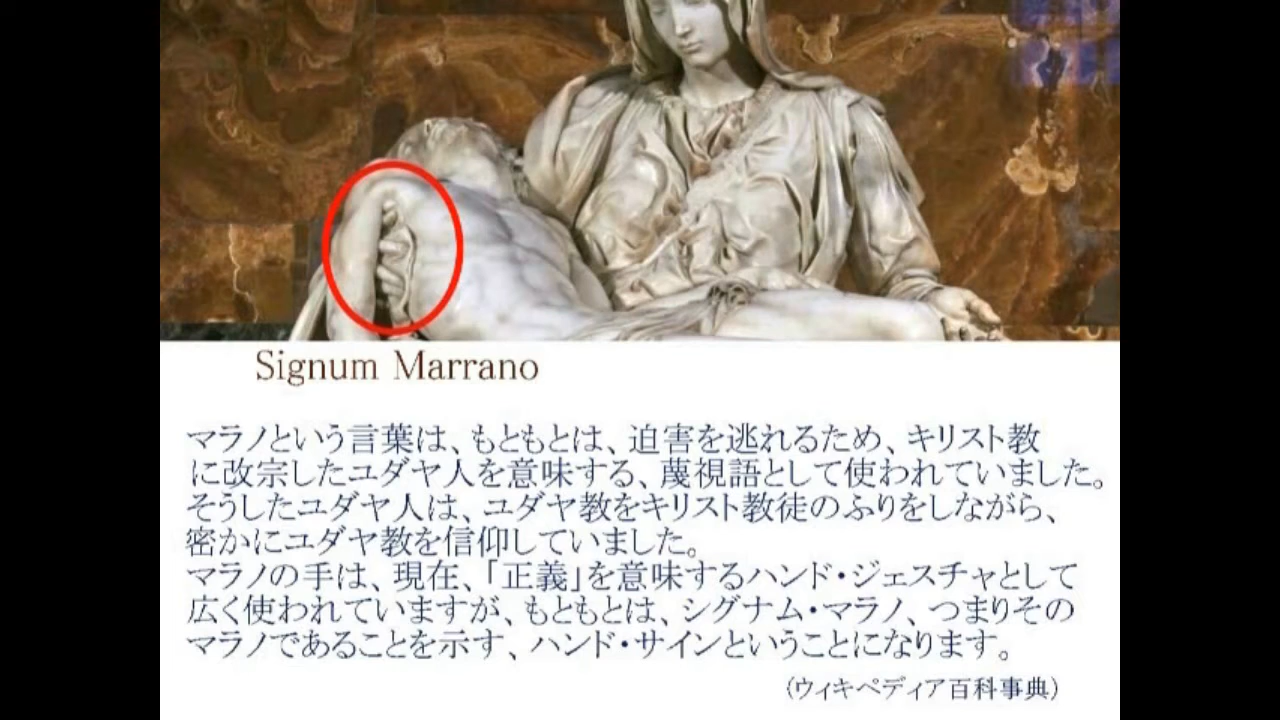 Signum Marrano
マラノという言葉は、もともとは、迫害を逃れるため、キリスト教
に改宗したユダヤ人を意味する、蔑視語として使われていました。
そうしたユダヤ人は、ユダヤ教をキリスト教徒のふりをしながら、
密かにユダヤ教を信仰していました。
マラノの手は、現在、「正義」を意味するハンド・ジェスチャとして
広く使われていますが、もともとは、シグナム・マラノ、つまりその
マラノであることを示す、ハンド・サインということになります。
(ウィキペディア百科事典)